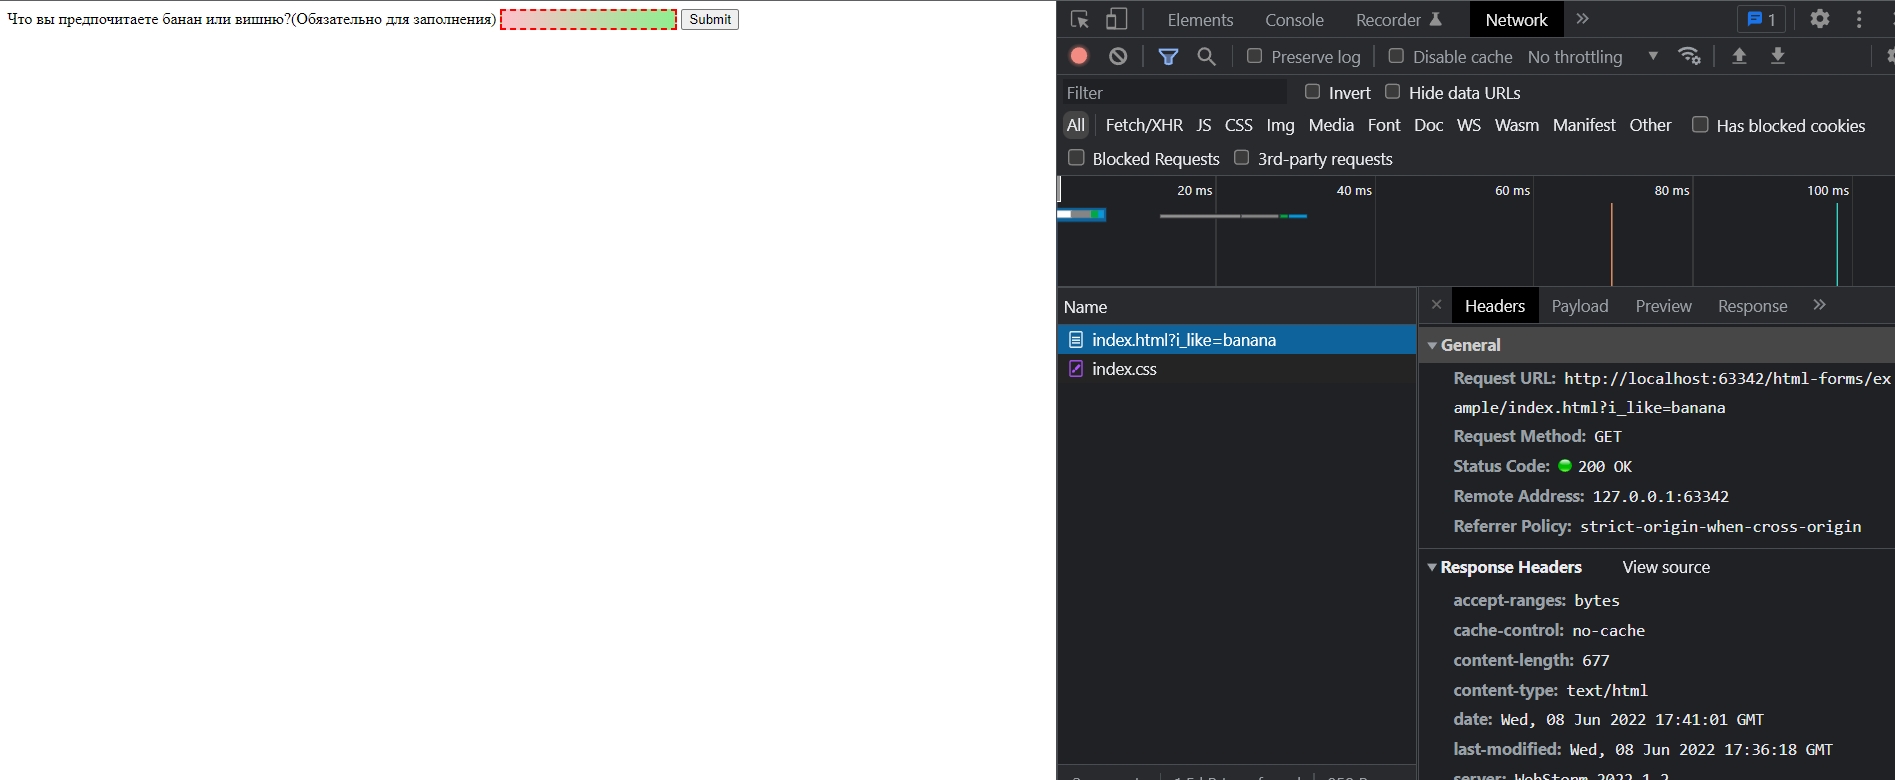 Что вы предпочитаете банан или вишню?(Обязательно для заполнения) Submit
Elements Console Recorder Network 1
Preserve log Disable cache No throttling
Filter Invert Hide data URLs
All Fetch/XHR JS CSS Img Media Font Doc WS Wasm Manifest Other Has blocked cookies
Blocked Requests 3rd-party requests
20 ms 40 ms 60 ms 80 ms 100 ms
Name
index.html?i_like=banana
index.css
Headers Payload Preview Response
General
Request URL: http://localhost:63342/html-forms/ex
ample/index.html?i_like=banana
Request Method: GET
Status Code: 200 OK
Remote Address: 127.0.0.1:63342
Referrer Policy: strict-origin-when-cross-origin
Response Headers View source
accept-ranges: bytes
cache-control: no-cache
content-length: 677
content-type: text/html
date: Wed, 08 Jun 2022 17:41:01 GMT
last-modified: Wed, 08 Jun 2022 17:36:18 GMT
server: WebStorm 2022.1.2